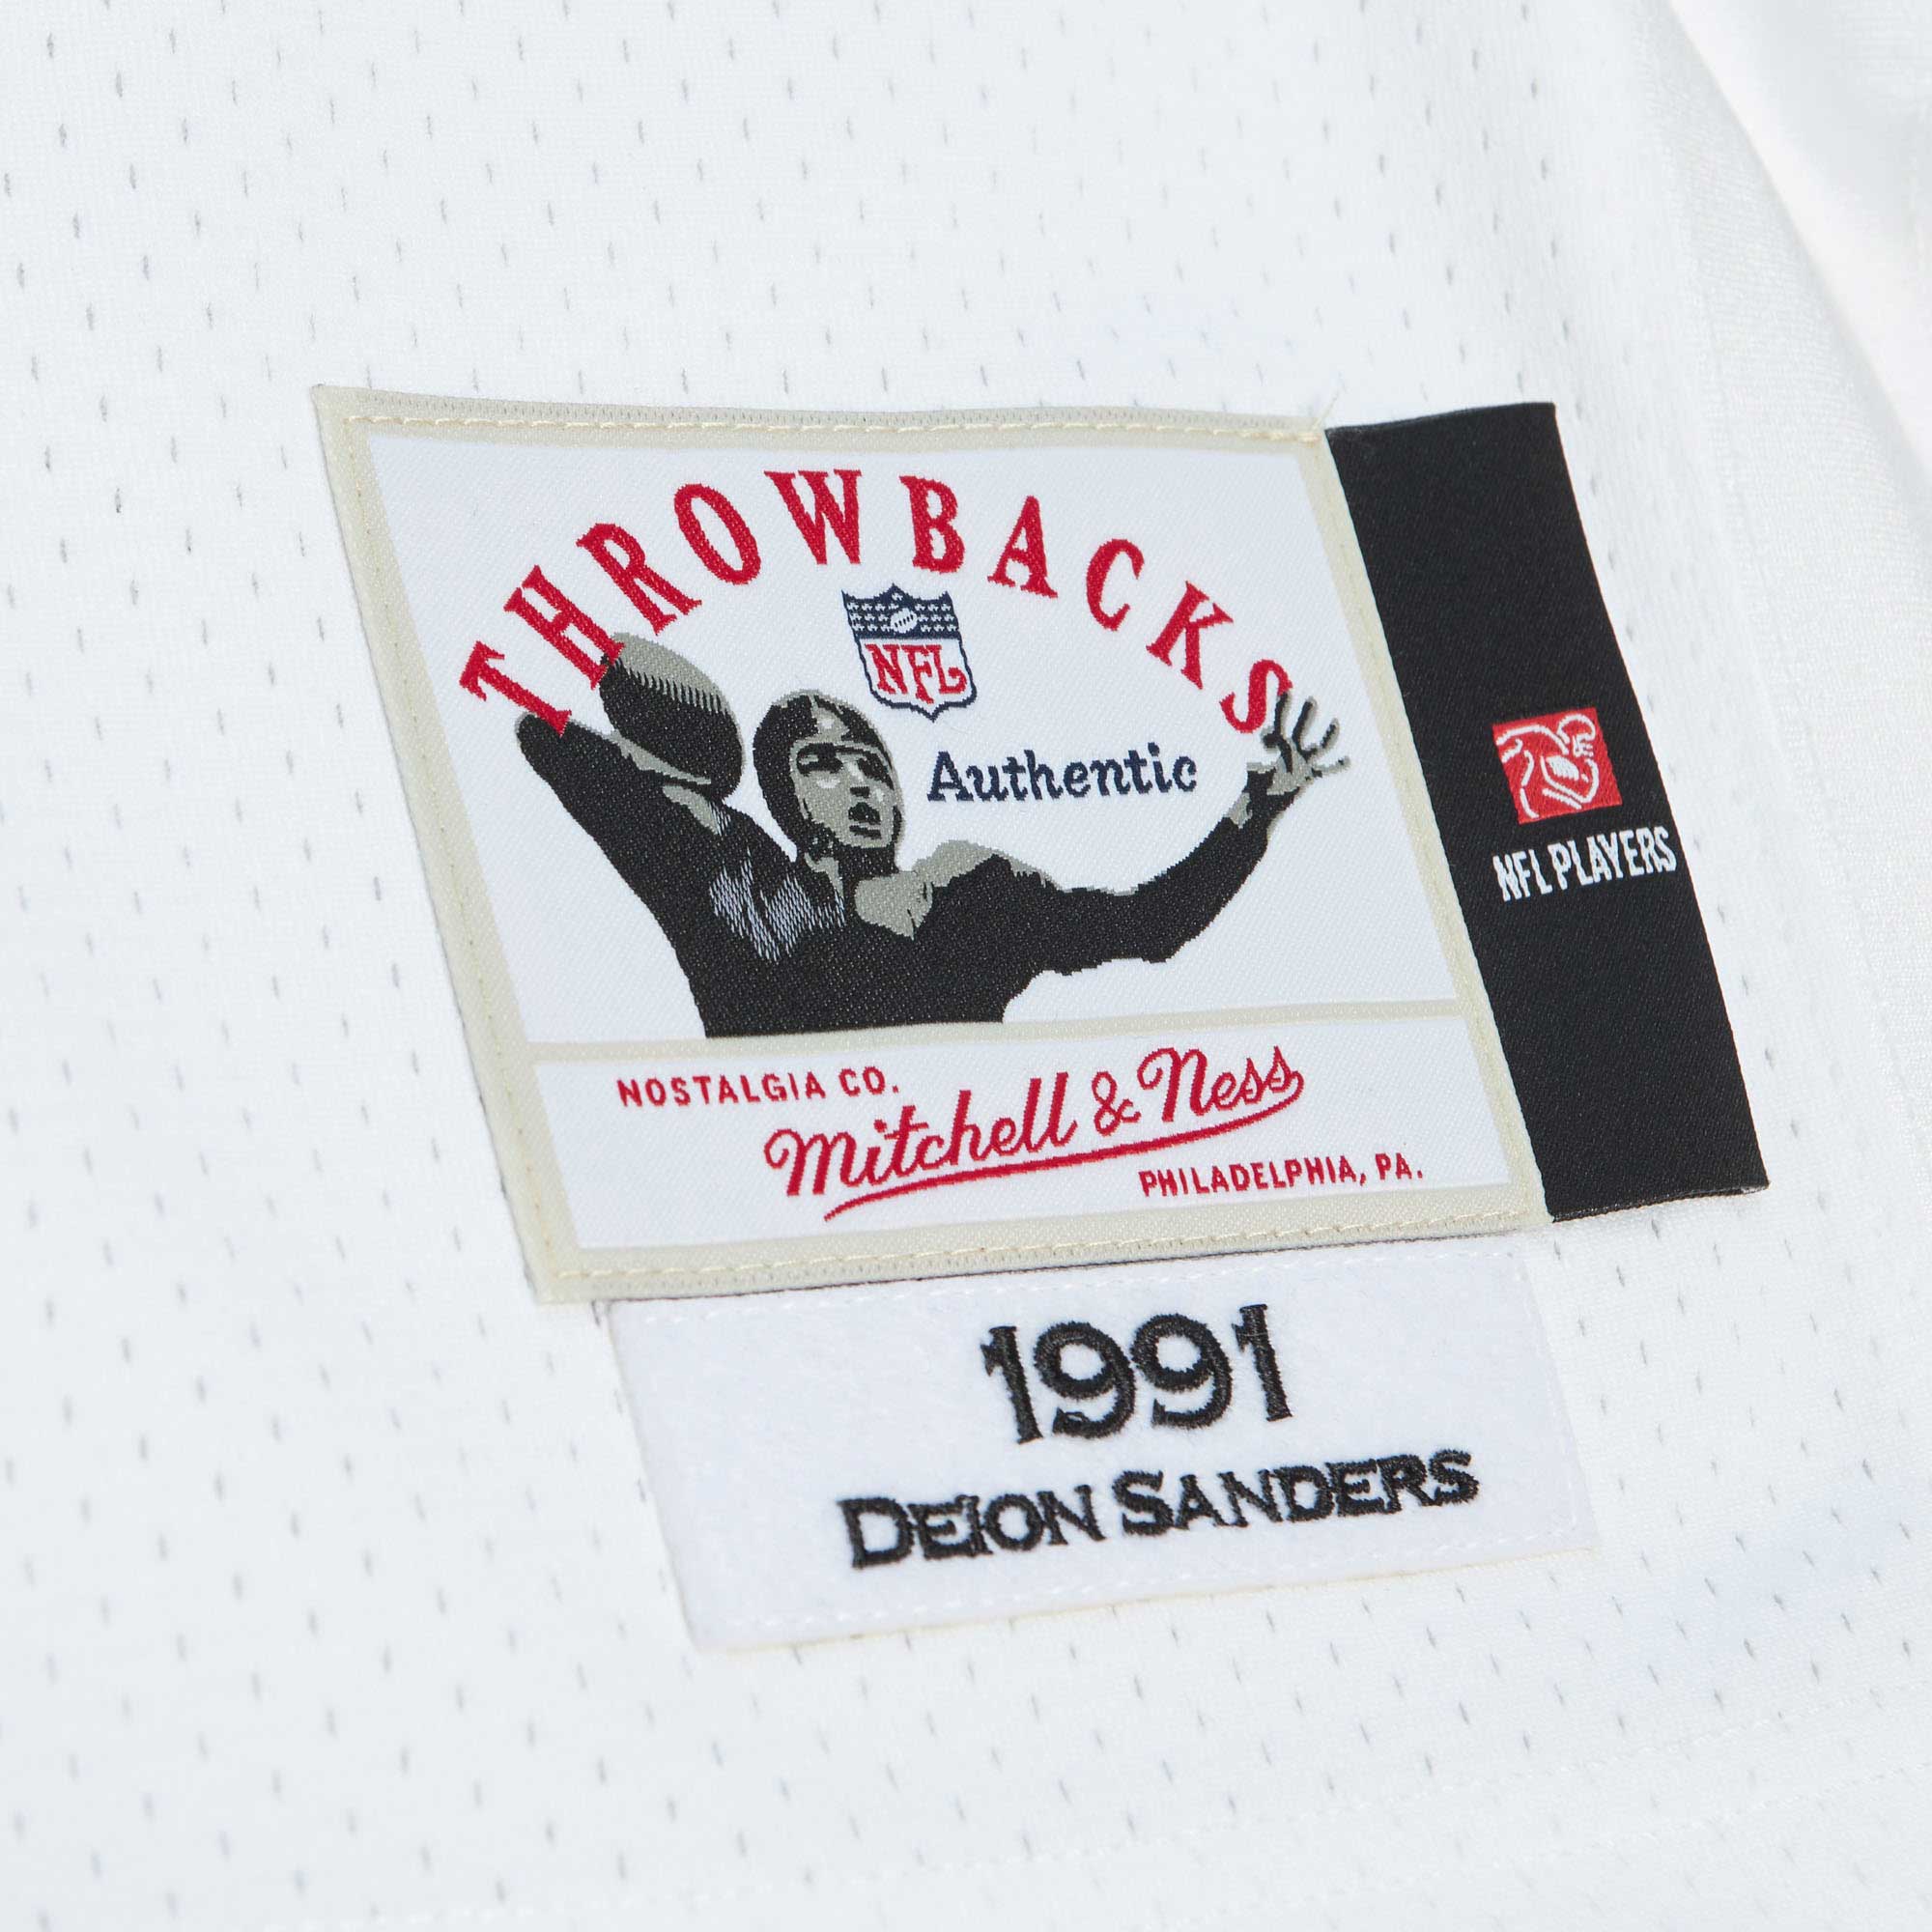 THROWBACKS
NFL
Authentic
NFL PLAYERS
NOSTALGIA CO.
Mitchell & Ness
PHILADELPHIA, PA.
1991
DEION SANDERS